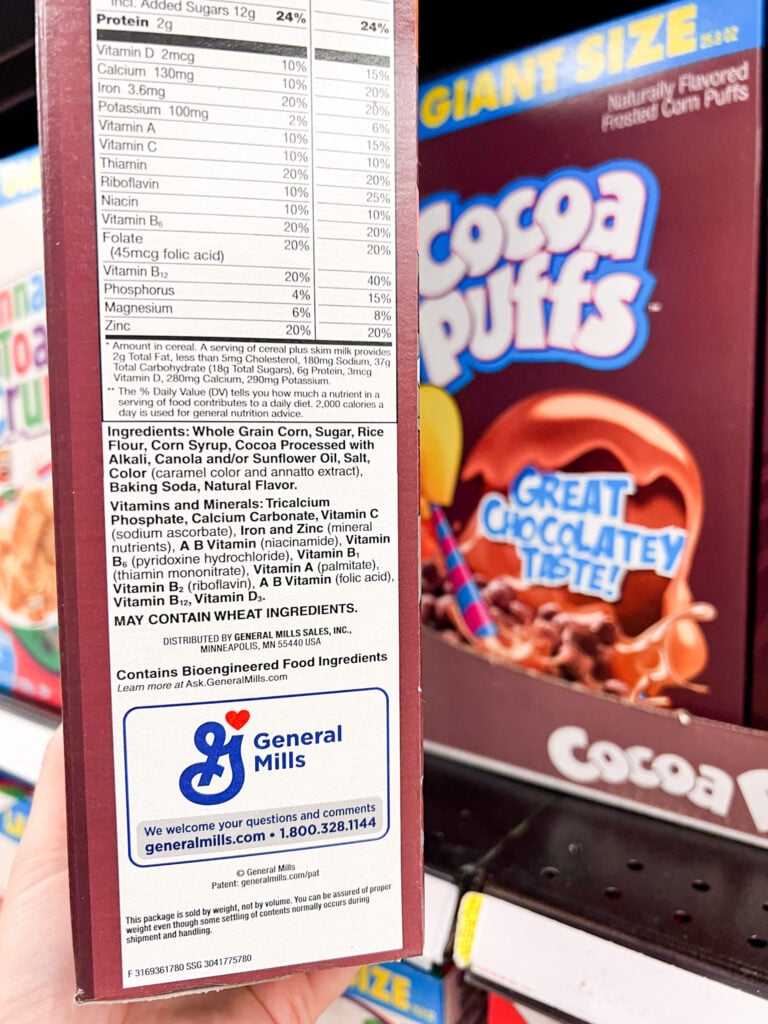 Incl. Added Sugars 12g 24% 24%
Protein 2g
Vitamin D 2mcg 10% 15%
Calcium 130mg 10% 20%
Iron 3.6mg 20% 20%
Potassium 100mg 2% 6%
Vitamin A 10% 15%
Vitamin C 10% 10%
Thiamin 20% 20%
Riboflavin 10% 25%
Niacin 10% 10%
Vitamin B6 20% 20%
Folate 20% 20%
(45mcg folic acid)
Vitamin B12 20% 40%
Phosphorus 4% 15%
Magnesium 6% 8%
Zinc 20% 20%
* Amount in cereal. A serving of cereal plus skim milk provides
2g Total Fat, less than 5mg Cholesterol, 180mg Sodium, 37g
Total Carbohydrate (18g Total Sugars), 6g Protein, 3mcg
Vitamin D, 280mg Calcium, 290mg Potassium.
** The % Daily Value (DV) tells you how much a nutrient in a
serving of food contributes to a daily diet. 2,000 calories a
day is used for general nutrition advice.
Ingredients: Whole Grain Corn, Sugar, Rice
Flour, Corn Syrup, Cocoa Processed with
Alkali, Canola and/or Sunflower Oil, Salt,
Color (caramel color and annatto extract),
Baking Soda, Natural Flavor.
Vitamins and Minerals: Tricalcium
Phosphate, Calcium Carbonate, Vitamin C
(sodium ascorbate), Iron and Zinc (mineral
nutrients), A B Vitamin (niacinamide), Vitamin
B6 (pyridoxine hydrochloride), Vitamin B1
(thiamin mononitrate), Vitamin A (palmitate),
Vitamin B2 (riboflavin), A B Vitamin (folic acid),
Vitamin B12, Vitamin D3.
MAY CONTAIN WHEAT INGREDIENTS.
DISTRIBUTED BY GENERAL MILLS SALES, INC.,
MINNEAPOLIS, MN 55440 USA
Contains Bioengineered Food Ingredients
Learn more at Ask.GeneralMills.com
General
Mills
We welcome your questions and comments
generalmills.com • 1.800.328.1144
© General Mills
Patent: generalmills.com/pat
This package is sold by weight, not by volume. You can be assured of proper
weight even though some settling of contents normally occurs during
shipment and handling.
F 3169361780 SSG 3041775780
GIANT SIZE
Naturally Flavored
Frosted Corn Puffs
Cocoa
Puffs
GREAT
CHOCOLATEY
TASTE!
Cocoa P
IZE